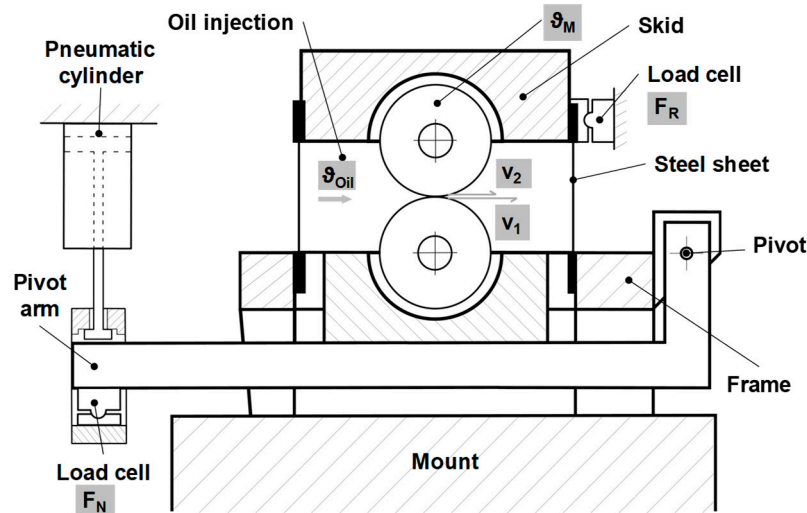 Oil injection
ϑM
Skid
Pneumatic
cylinder
Load cell
FR
ϑOil
v2
v1
Steel sheet
Pivot
Pivot
arm
Frame
Load cell
FN
Mount